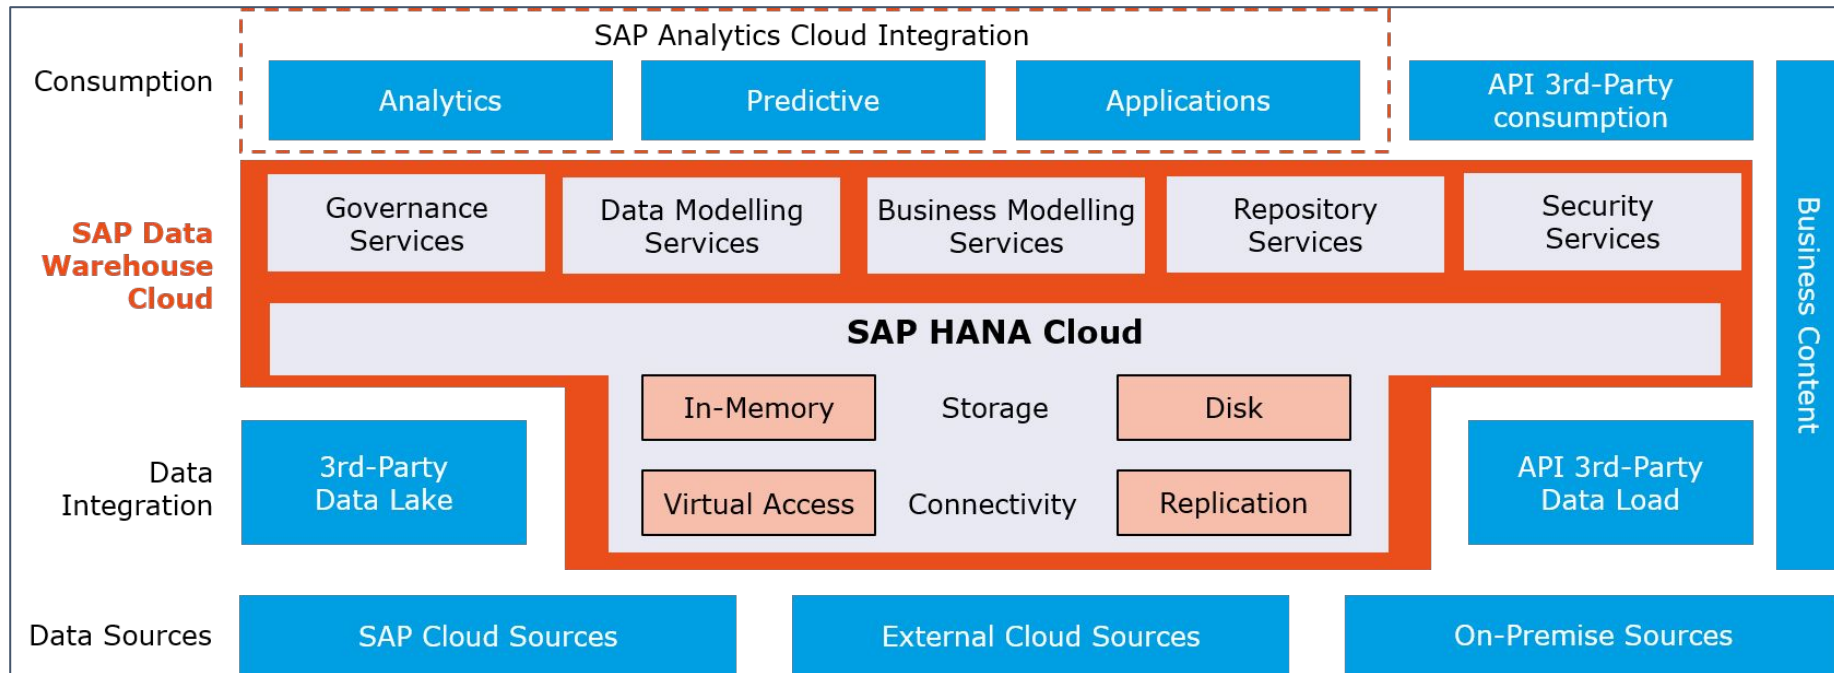 SAP Analytics Cloud Integration
Consumption
Analytics
Predictive
Applications
API 3rd-Party
consumption
SAP Data
Warehouse
Cloud
Governance
Services
Data Modelling
Services
Business Modelling
Services
Repository
Services
Security
Services
Business Content
SAP HANA Cloud
In-Memory
Storage
Disk
Data
Integration
3rd-Party
Data Lake
Virtual Access
Connectivity
Replication
API 3rd-Party
Data Load
Data Sources
SAP Cloud Sources
External Cloud Sources
On-Premise Sources